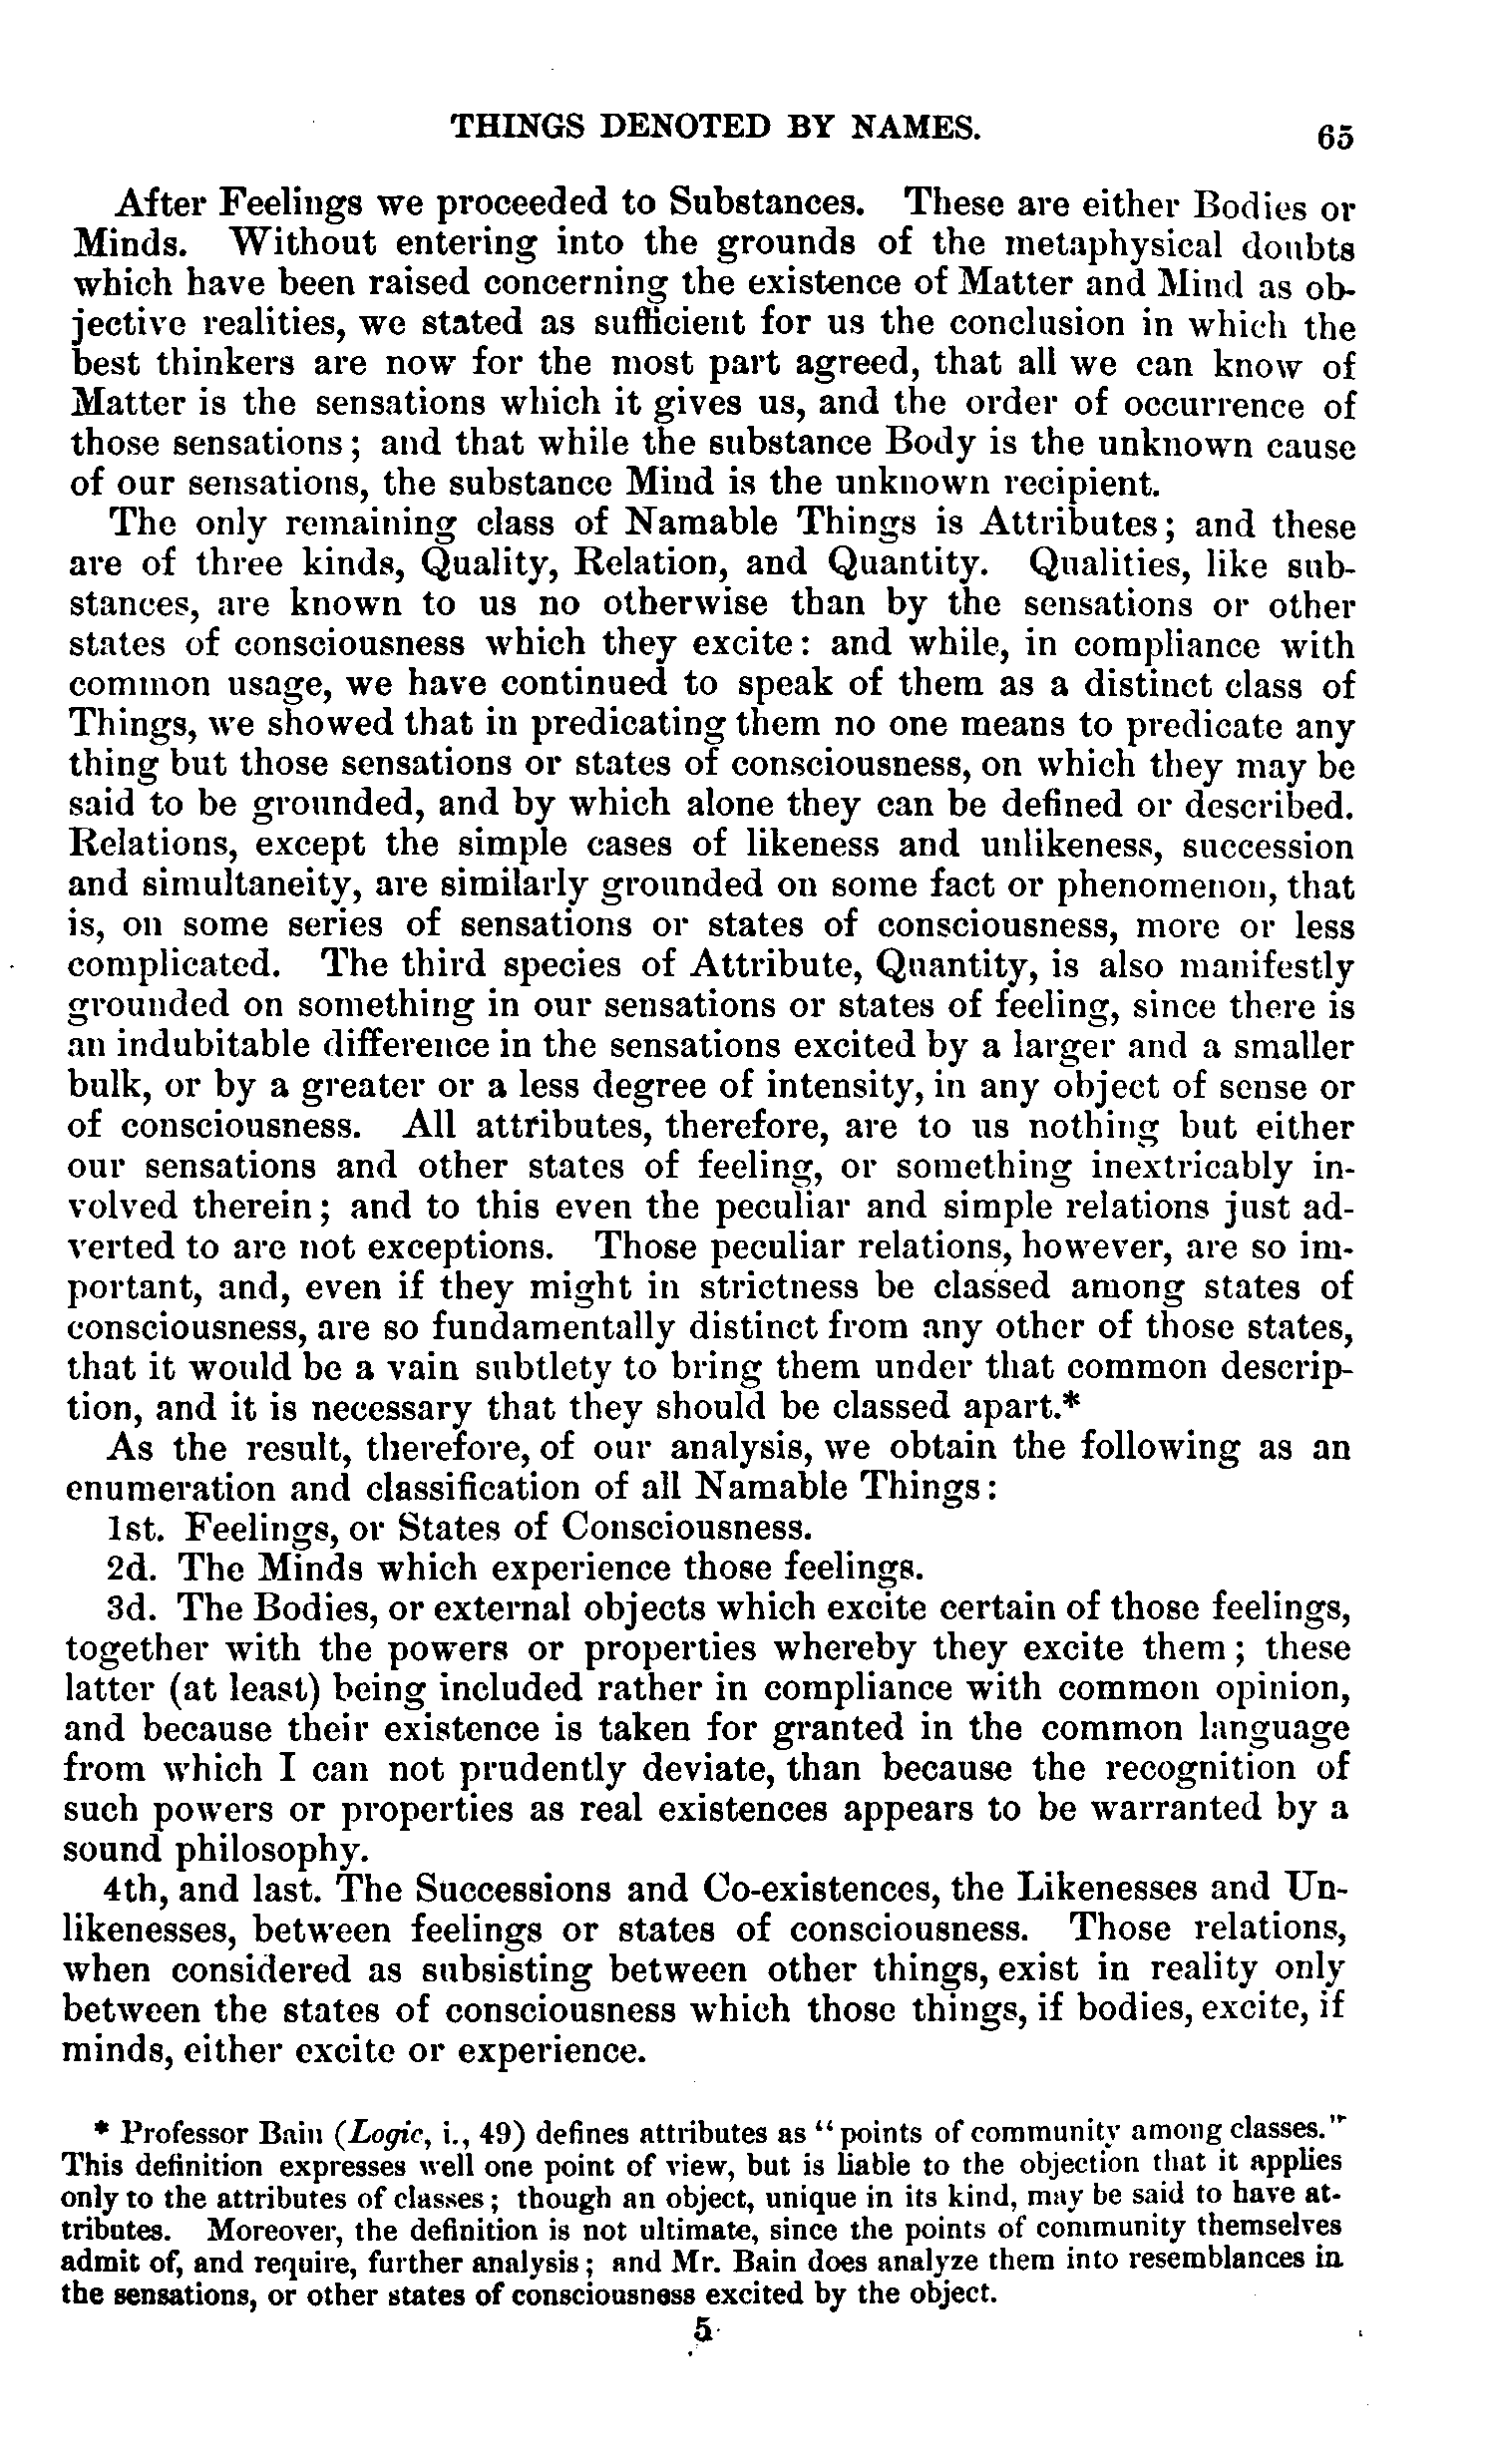 THINGS DENOTED BY NAMES. 65
After Feelings we proceeded to Substances. These are either Bodies or
Minds. Without entering into the grounds of the metaphysical doubts
which have been raised concerning the existence of Matter and Mind as ob-
jective realities, we stated as sufficient for us the conclusion in which the
best thinkers are now for the most part agreed, that all we can know of
Matter is the sensations which it gives us, and the order of occurrence of
those sensations; and that while the substance Body is the unknown cause
of our sensations, the substance Mind is the unknown recipient.
The only remaining class of Namable Things is Attributes; and these
are of three kinds, Quality, Relation, and Quantity. Qualities, like sub-
stances, are known to us no otherwise than by the sensations or other
states of consciousness which they excite: and while, in compliance with
common usage, we have continued to speak of them as a distinct class of
Things, we showed that in predicating them no one means to predicate any
thing but those sensations or states of consciousness, on which they may be
said to be grounded, and by which alone they can be defined or described.
Relations, except the simple cases of likeness and unlikeness, succession
and simultaneity, are similarly grounded on some fact or phenomenon, that
is, on some series of sensations or states of consciousness, more or less
complicated. The third species of Attribute, Quantity, is also manifestly
grounded on something in our sensations or states of feeling, since there is
an indubitable difference in the sensations excited by a larger and a smaller
bulk, or by a greater or a less degree of intensity, in any object of sense or
of consciousness. All attributes, therefore, are to us nothing but either
our sensations and other states of feeling, or something inextricably in-
volved therein; and to this even the peculiar and simple relations just ad-
verted to are not exceptions. Those peculiar relations, however, are so im-
portant, and, even if they might in strictness be classed among states of
consciousness, are so fundamentally distinct from any other of those states,
that it would be a vain subtlety to bring them under that common descrip-
tion, and it is necessary that they should be classed apart.*
As the result, therefore, of our analysis, we obtain the following as an
enumeration and classification of all Namable Things:
1st. Feelings, or States of Consciousness.
2d. The Minds which experience those feelings.
3d. The Bodies, or external objects which excite certain of those feelings,
together with the powers or properties whereby they excite them; these
latter (at least) being included rather in compliance with common opinion,
and because their existence is taken for granted in the common language
from which I can not prudently deviate, than because the recognition of
such powers or properties as real existences appears to be warranted by a
sound philosophy.
4th, and last. The Successions and Co-existences, the Likenesses and Un-
likenesses, between feelings or states of consciousness. Those relations,
when considered as subsisting between other things, exist in reality only
between the states of consciousness which those things, if bodies, excite, if
minds, either excite or experience.
* Professor Bain (Logic, i., 49) defines attributes as "points of community among classes."
This definition expresses well one point of view, but is liable to the objection that it applies
only to the attributes of classes; though an object, unique in its kind, may be said to have at-
tributes. Moreover, the definition is not ultimate, since the points of community themselves
admit of, and require, further analysis; and Mr. Bain does analyze them into resemblances in
the sensations, or other states of consciousness excited by the object.
5